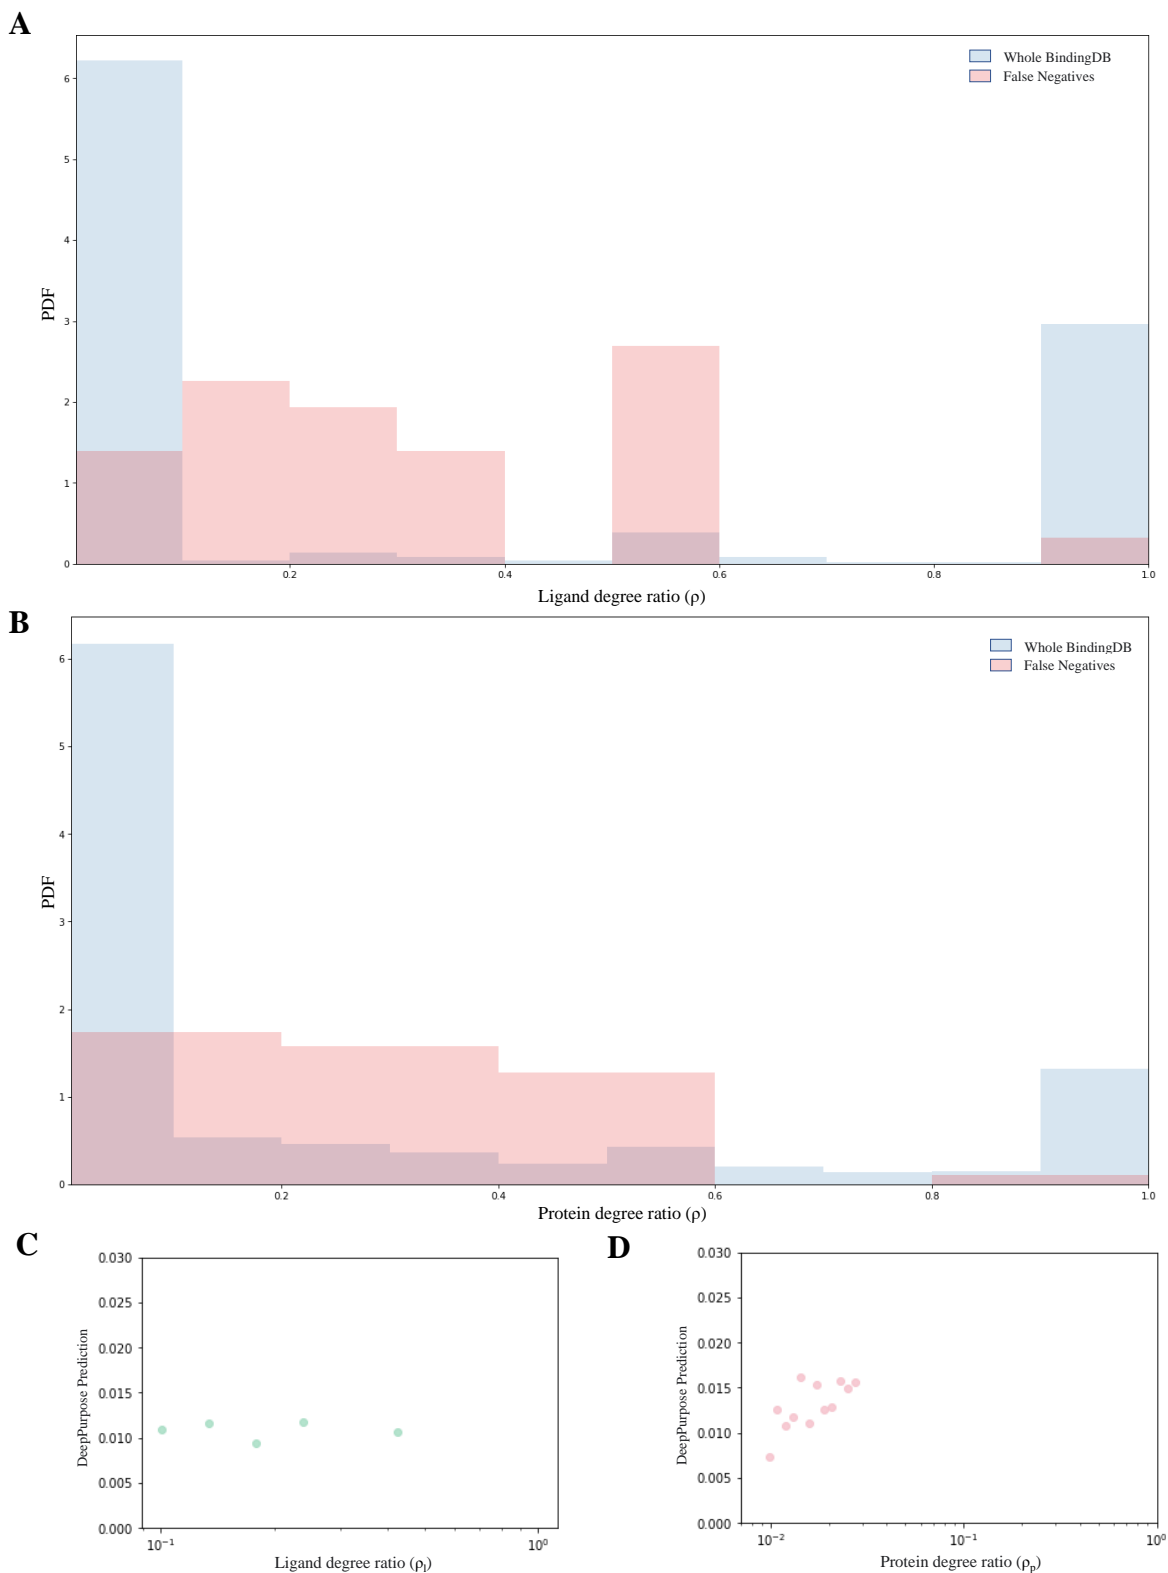 A
Whole BindingDB
False Negatives
6
5
4
3
2
1
0
PDF
0.2
0.4
0.6
0.8
1.0
Ligand degree ratio (ρ)
B
Whole BindingDB
False Negatives
6
5
4
3
2
1
0
PDF
0.2
0.4
0.6
0.8
1.0
Protein degree ratio (ρ)
C
0.030
0.025
0.020
0.015
0.010
0.005
0.000
DeepPurpose Prediction
10⁻¹
10⁰
Ligand degree ratio (ρₗ)
D
0.030
0.025
0.020
0.015
0.010
0.005
0.000
DeepPurpose Prediction
10⁻²
10⁻¹
10⁰
Protein degree ratio (ρₚ)